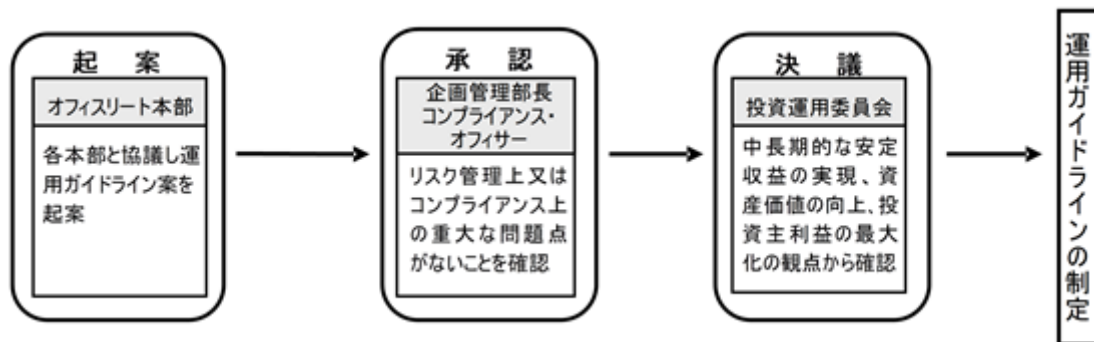 起 案
オフィスリート本部
各本部と協議し運
用ガイドライン案を
起案
承 認
企画管理部長
コンプライアンス・
オフィサー
リスク管理上又は
コンプライアンス上
の重大な問題点
がないことを確認
決 議
投資運用委員会
中長期的な安定
収益の実現、資
産価値の向上、投
資主利益の最大
化の観点から確認
運用ガイドラインの制定